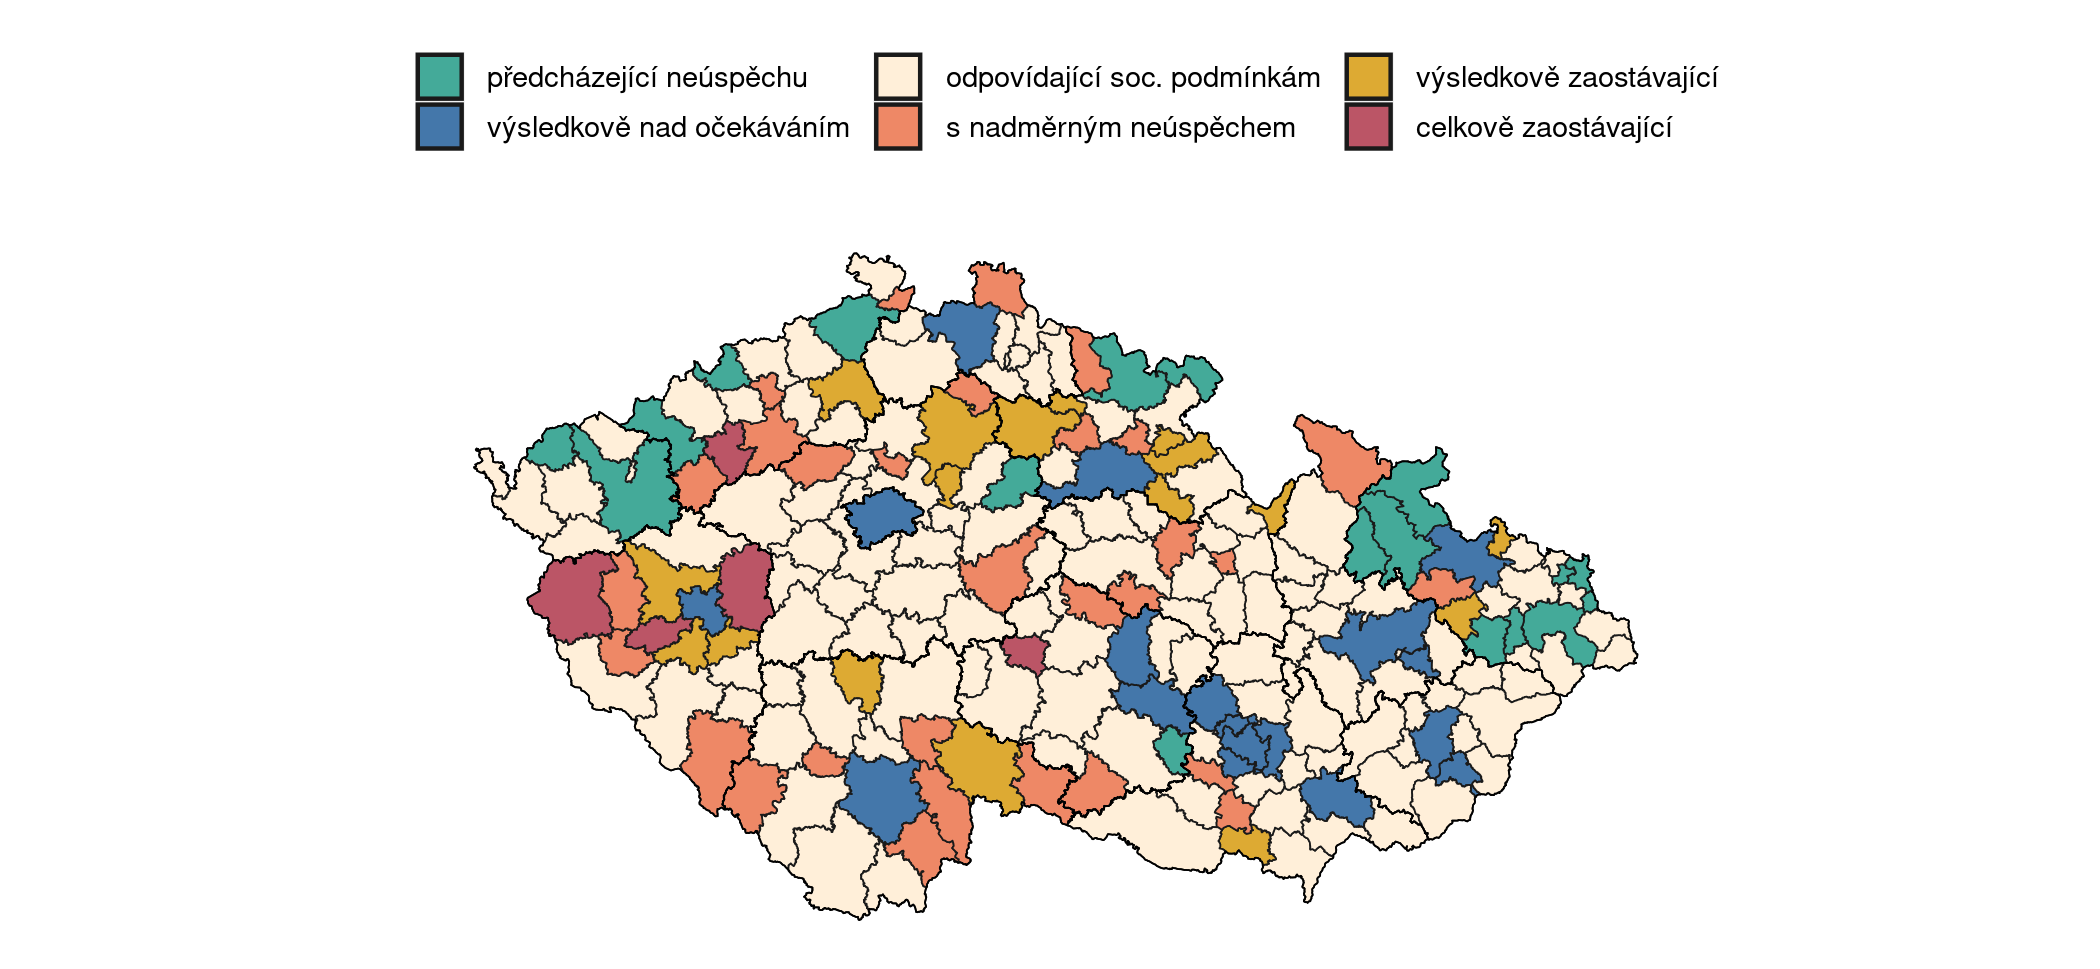 předcházející neúspěchu odpovídající soc. podmínkám výsledkově zaostávající
výsledkově nad očekáváním s nadměrným neúspěchem celkově zaostávající